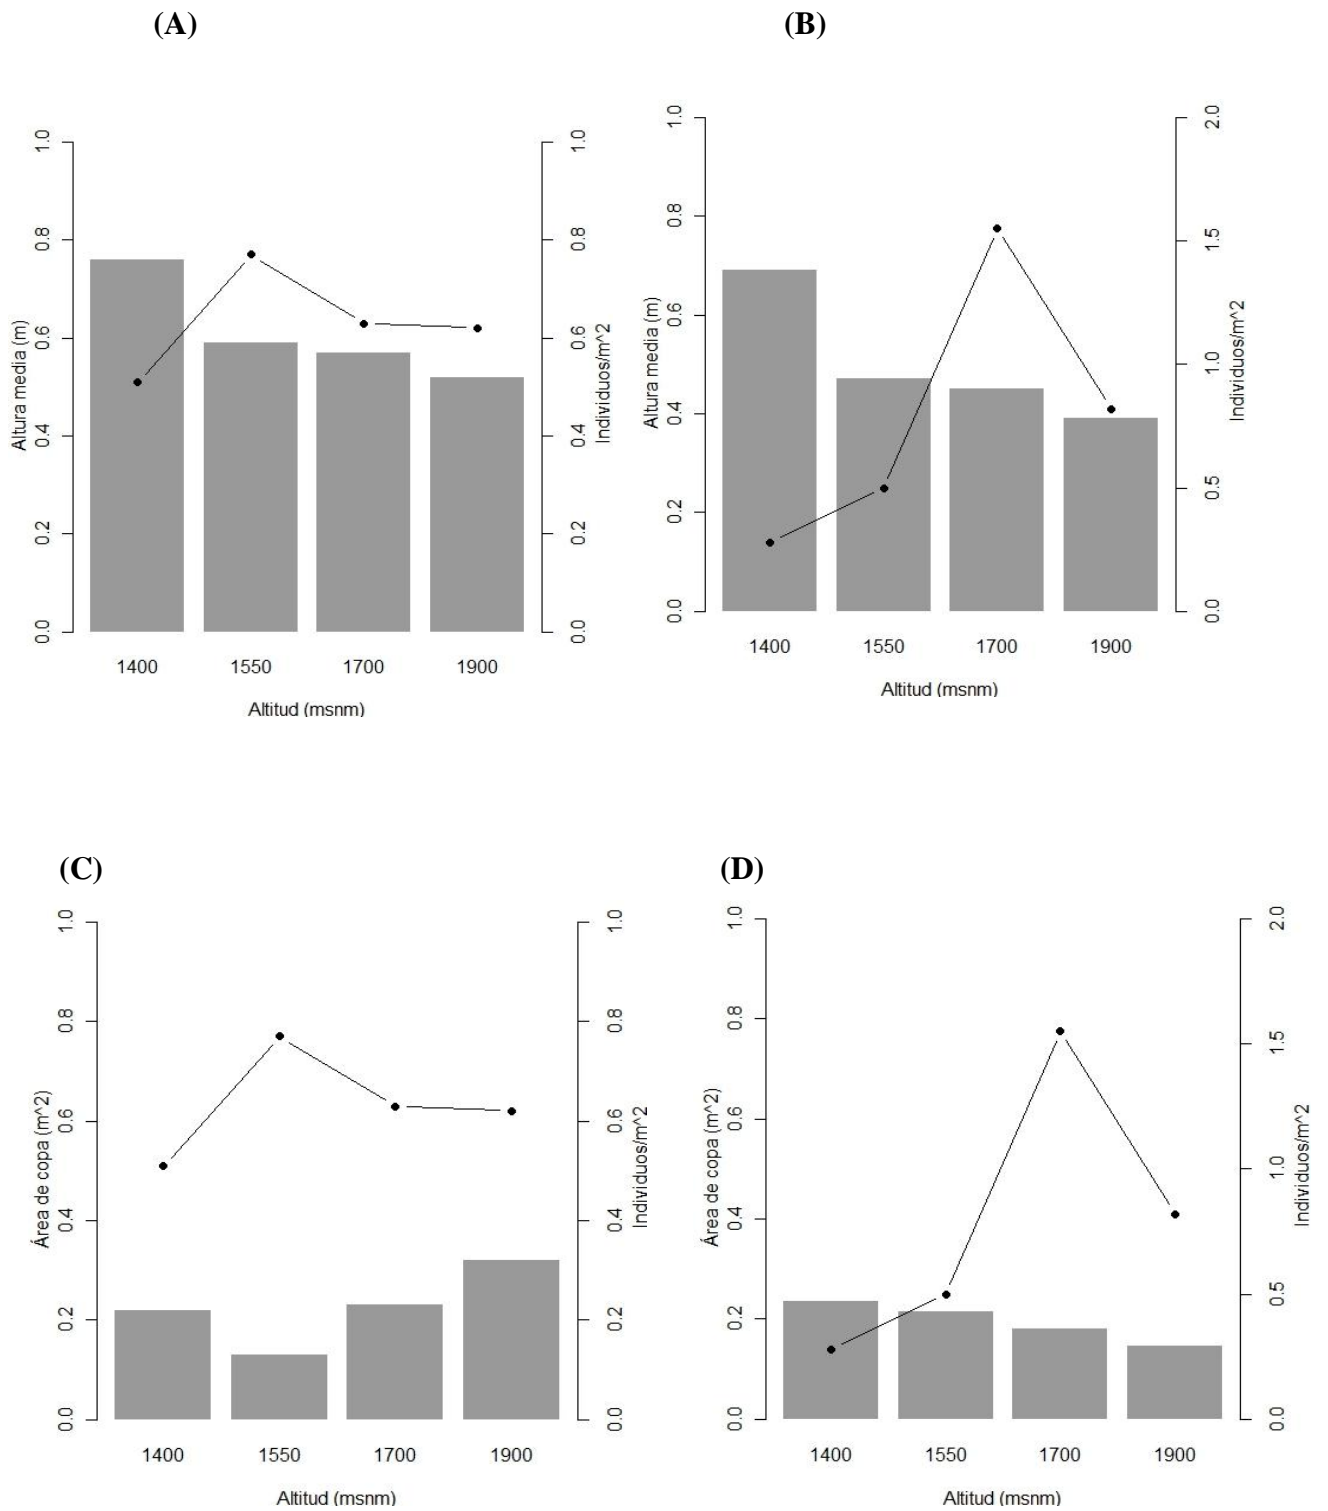 (A)
(B)
Altura media (m)
0.0 0.2 0.4 0.6 0.8 1.0
Individuos/m^2
0.0 0.2 0.4 0.6 0.8 1.0
1400 1550 1700 1900
Altitud (msnm)
Altura media (m)
0.0 0.2 0.4 0.6 0.8 1.0
Individuos/m^2
0.0 0.5 1.0 1.5 2.0
1400 1550 1700 1900
Altitud (msnm)
(C)
(D)
Área de copa (m^2)
0.0 0.2 0.4 0.6 0.8 1.0
Individuos/m^2
0.0 0.2 0.4 0.6 0.8 1.0
1400 1550 1700 1900
Altitud (msnm)
Área de copa (m^2)
0.0 0.2 0.4 0.6 0.8 1.0
Individuos/m^2
0.0 0.5 1.0 1.5 2.0
1400 1550 1700 1900
Altitud (msnm)